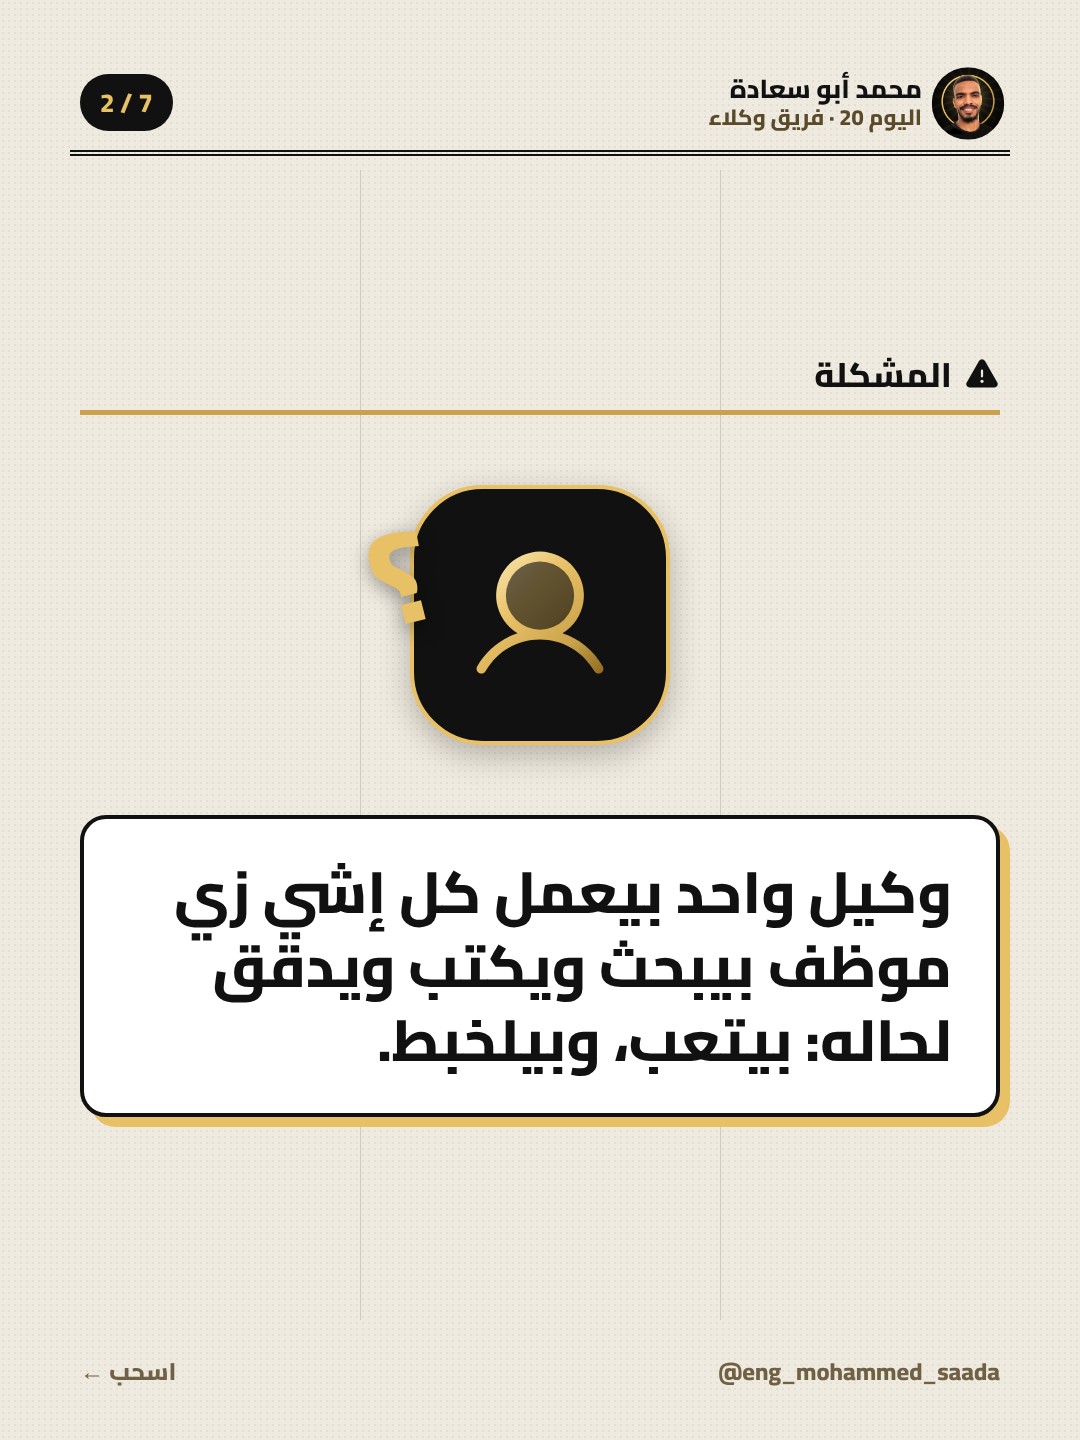 محمد أبو سعادة
اليوم 20 · فريق وكلاء
2 / 7
المشكلة
؟
وكيل واحد بيعمل كل إشي زي
موظف بيبحث ويكتب ويدقق
لحاله: بيتعب، وبيلخبط.
@eng_mohammed_saada
اسحب ←